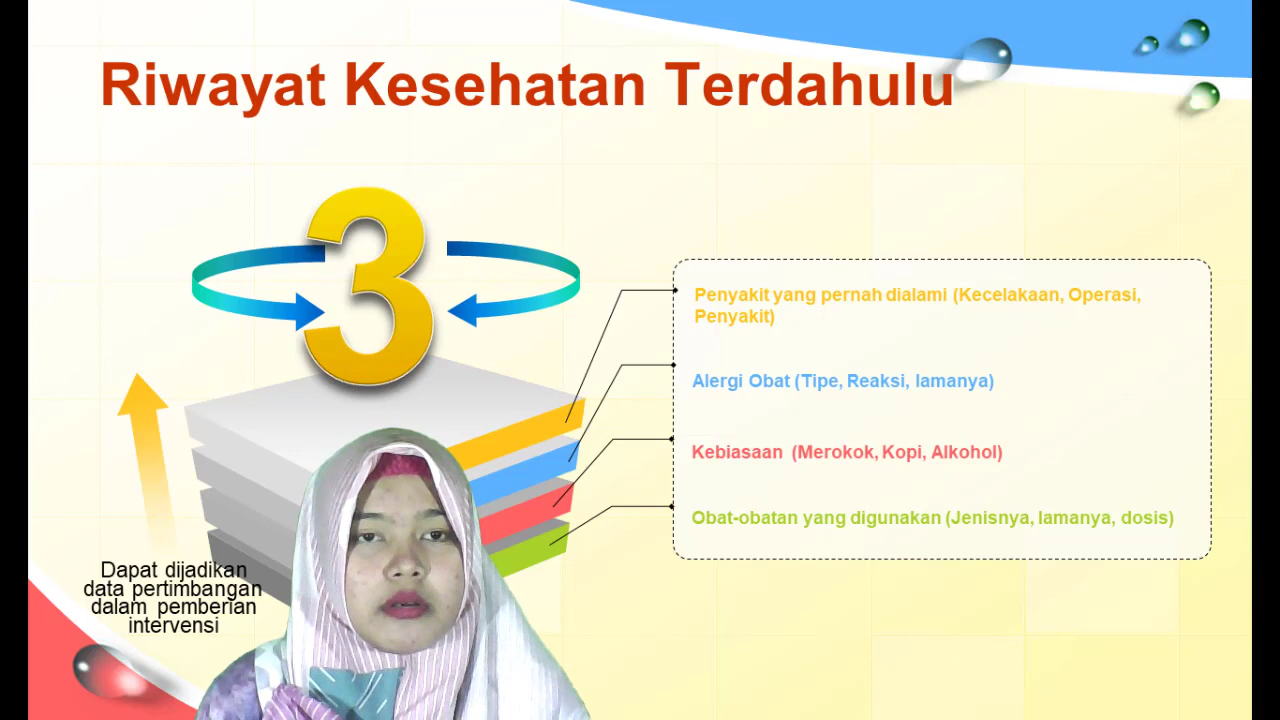 Riwayat Kesehatan Terdahulu
3
Penyakit yang pernah dialami (Kecelakaan, Operasi,
Penyakit)
Alergi Obat (Tipe, Reaksi, lamanya)
Kebiasaan (Merokok, Kopi, Alkohol)
Obat-obatan yang digunakan (Jenisnya, lamanya, dosis)
Dapat dijadikan
data pertimbangan
dalam pemberian
intervensi